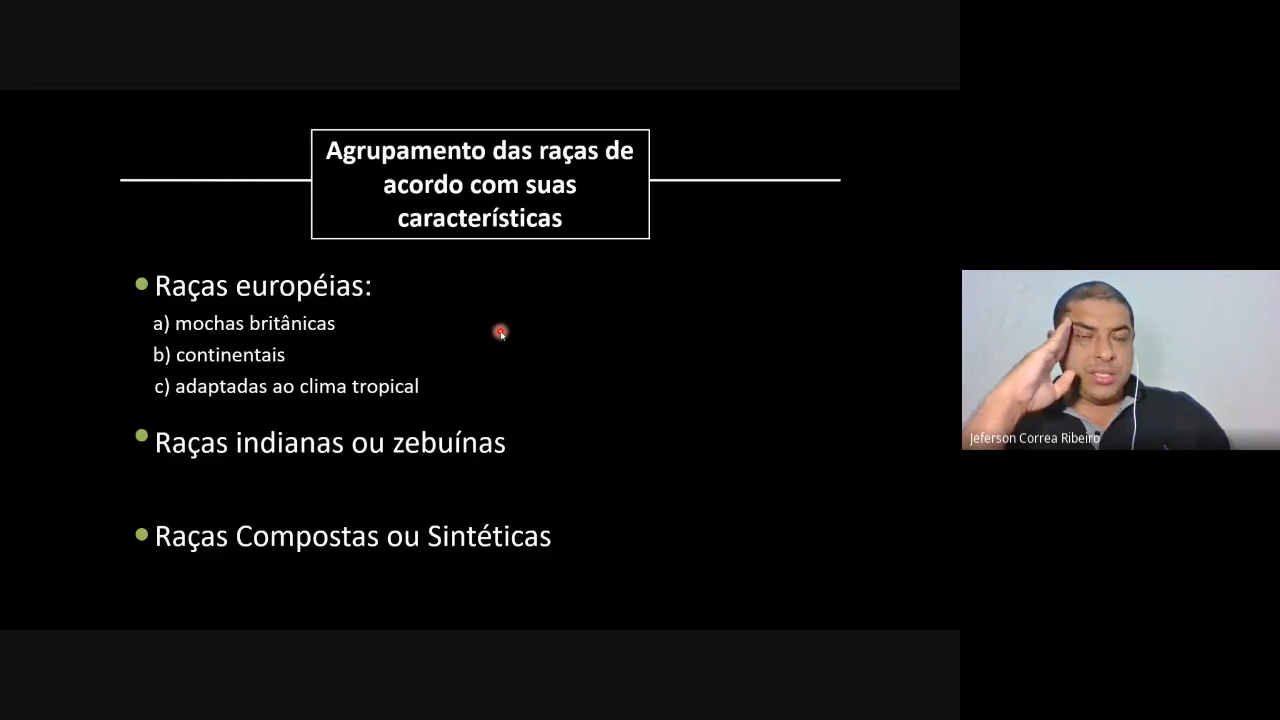 Agrupamento das raças de
acordo com suas
características
Raças européias:
a) mochas britânicas
b) continentais
c) adaptadas ao clima tropical
Raças indianas ou zebuínas
Raças Compostas ou Sintéticas
Jeferson Correa Ribeiro